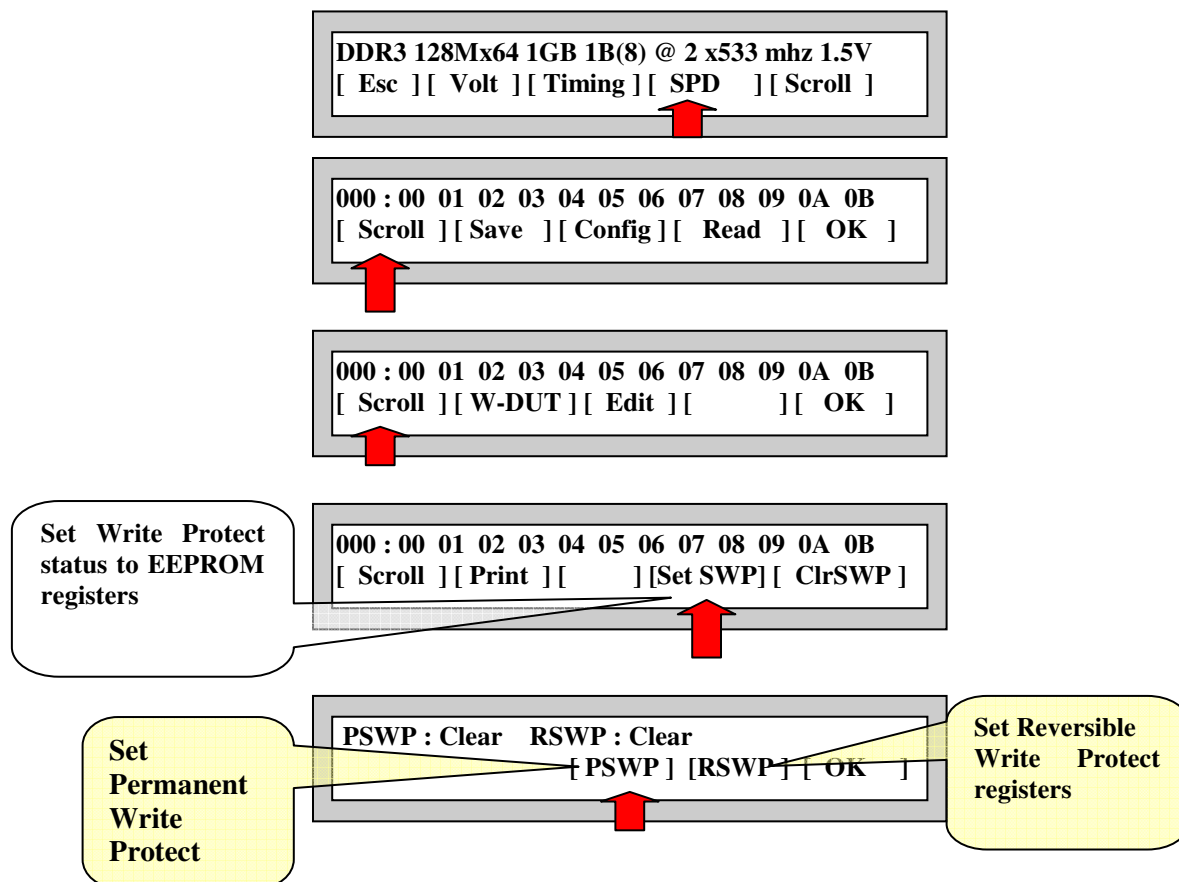 DDR3 128Mx64 1GB 1B(8) @ 2 x533 mhz 1.5V
[ Esc ] [ Volt ] [ Timing ] [ SPD ] [ Scroll ]
000 : 00 01 02 03 04 05 06 07 08 09 0A 0B
[ Scroll ] [ Save ] [ Config ] [ Read ] [ OK ]
000 : 00 01 02 03 04 05 06 07 08 09 0A 0B
[ Scroll ] [ W-DUT ] [ Edit ] [ ] [ OK ]
Set Write Protect
status to EEPROM
registers
000 : 00 01 02 03 04 05 06 07 08 09 0A 0B
[ Scroll ] [ Print ] [ ] [Set SWP] [ ClrSWP ]
Set
Permanent
Write
Protect
PSWP : Clear RSWP : Clear
[ PSWP ] [RSWP ] [ OK ]
Set Reversible
Write Protect
registers